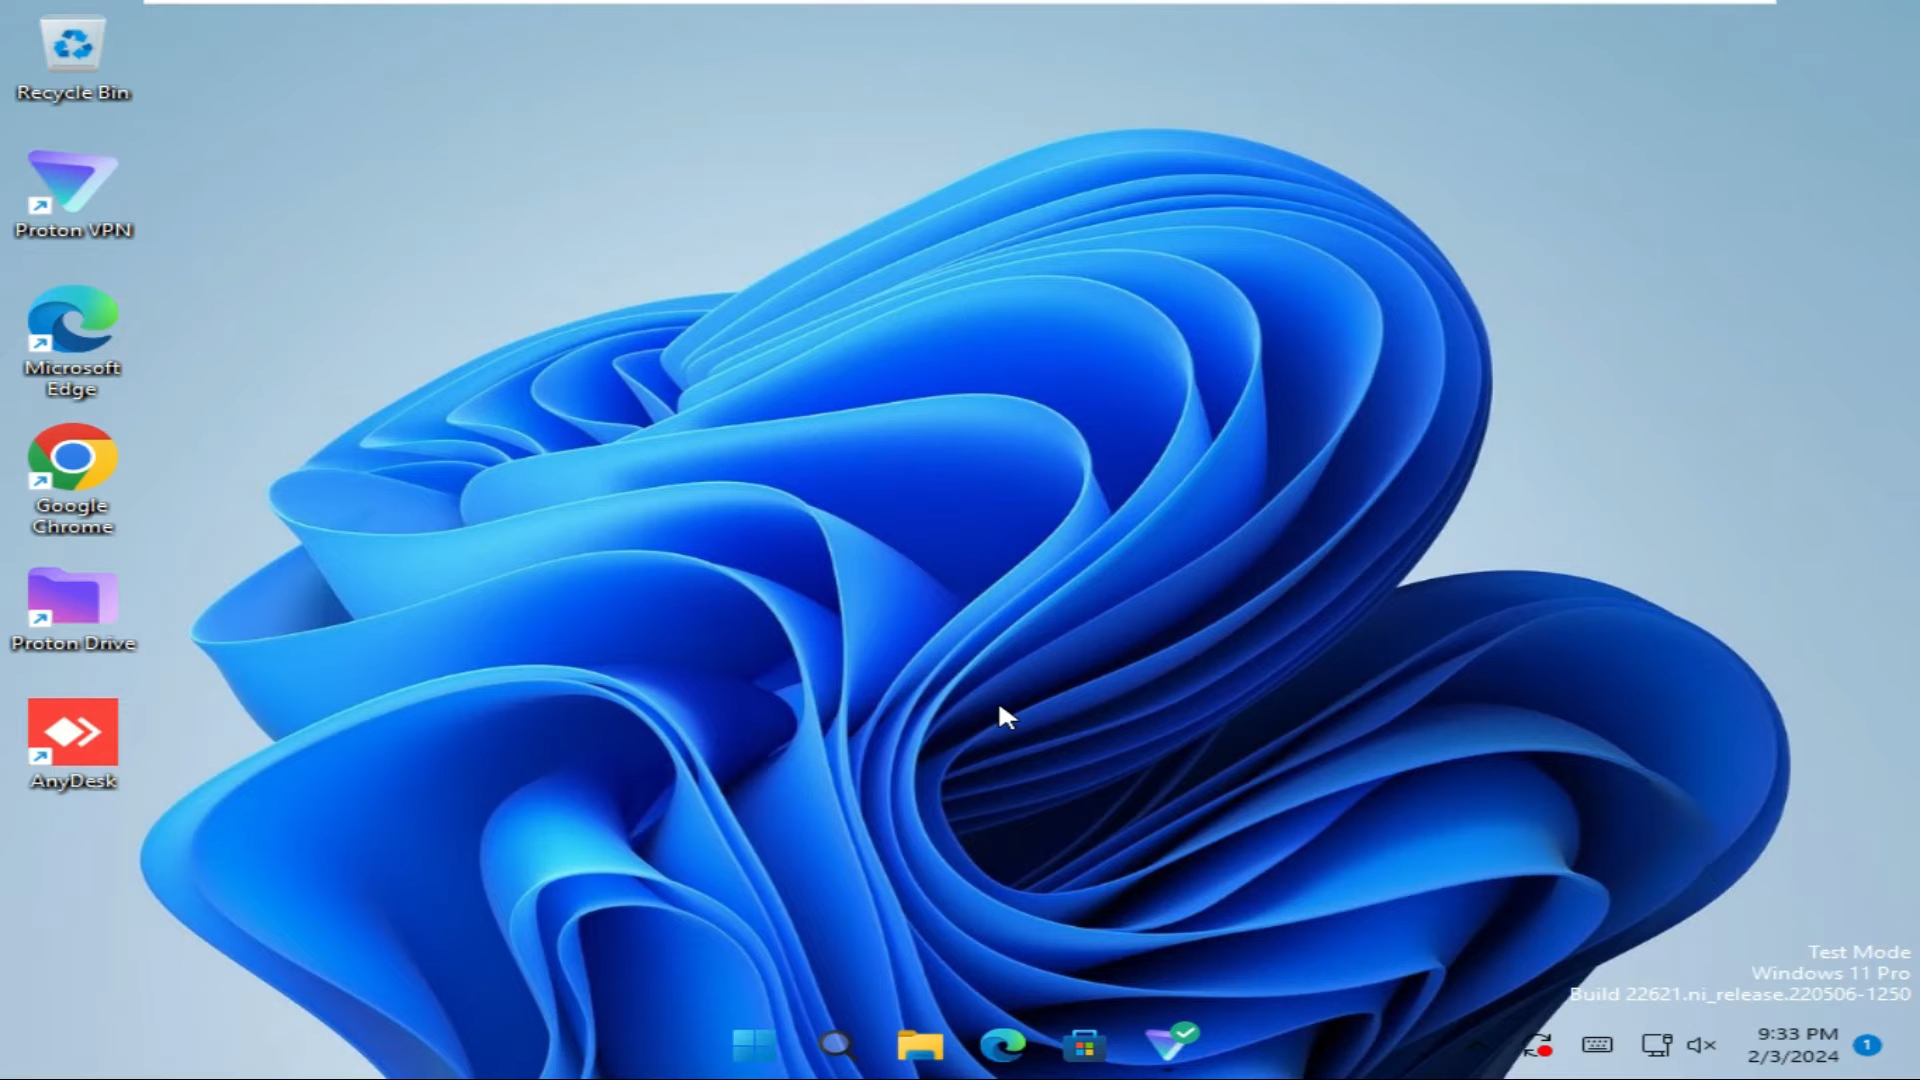 Recycle Bin
Proton VPN
Microsoft
Edge
Google
Chrome
Proton Drive
AnyDesk
Test Mode
Windows 11 Pro
Build 22621.ni_release.220506-1250
9:33 PM
2/3/2024
1